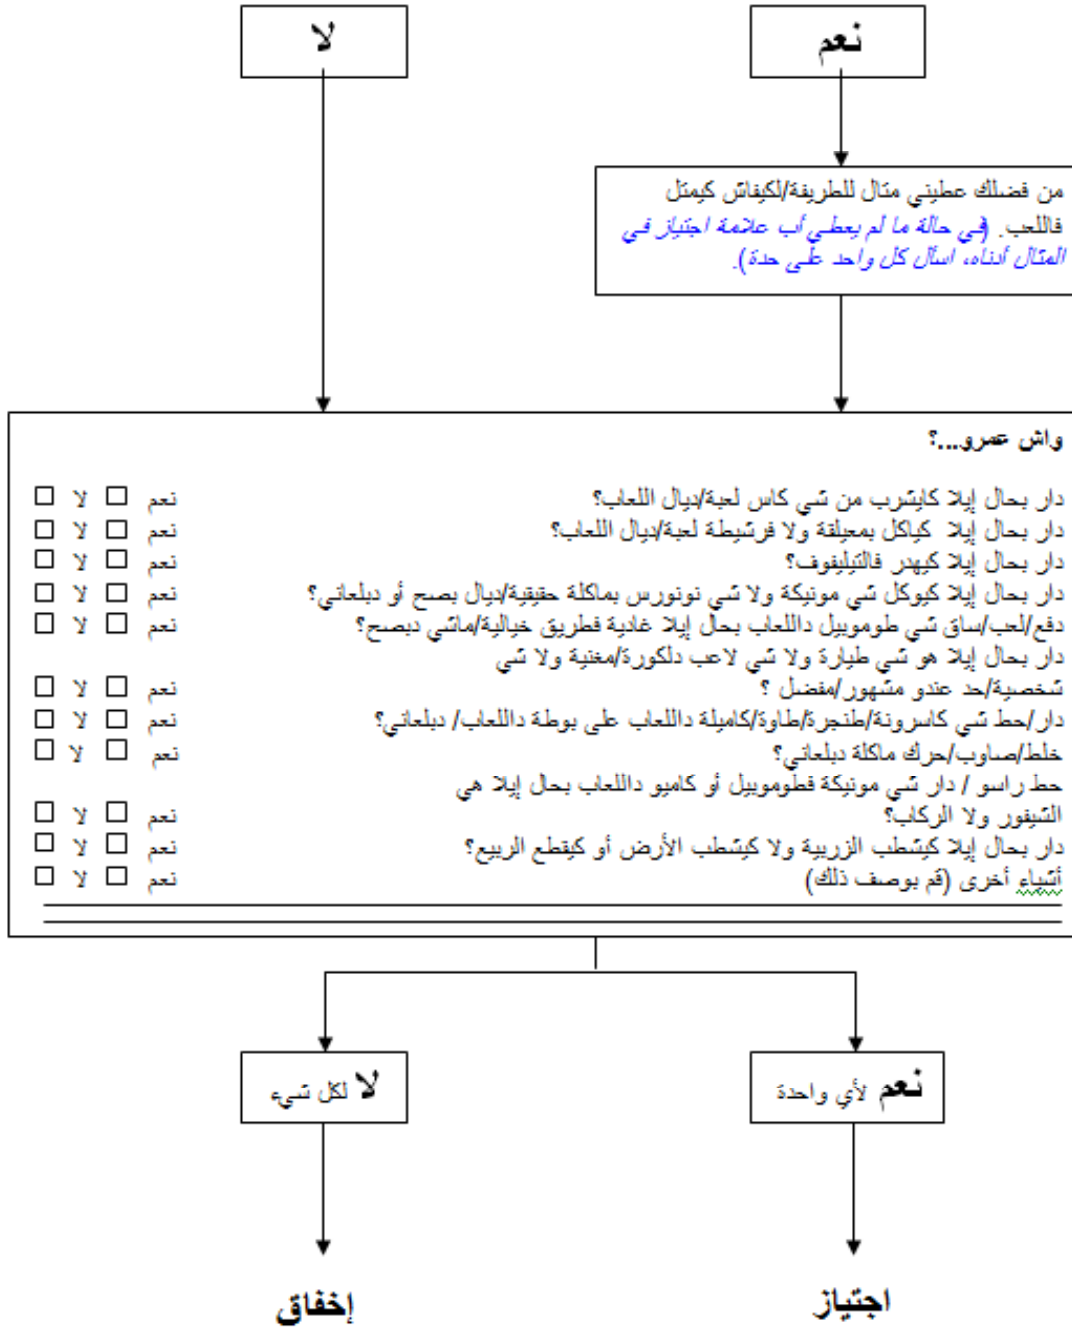 نعم
لا
من فضلك عطيني مثال للطريفة/لكيفاش كيمثل
فاللعب. (في حالة ما لم يعطي أب علامة اجتياز في
المثال أدناه، اسأل كل واحد على حدة).
واش عمرو...؟
دار بحال إيلا كايشرب من شي كاس لعبة/ديال اللعاب؟ نعم □ لا □
دار بحال إيلا كياكل بمعيلقة ولا فرشيطة لعبة/ديال اللعاب؟ نعم □ لا □
دار بحال إيلا كيهدر فالتيليفوف؟ نعم □ لا □
دار بحال إيلا كيوكل شي مونيكة ولا شي نونورس بماكلة حقيقية/ديال بصح أو دبلعاني؟ نعم □ لا □
دفع/لعب/ساق شي طوموبيل داللعاب بحال إيلا غادية فطريق خيالية/ماشي دبصح؟ نعم □ لا □
دار بحال إيلا هو شي طيارة ولا شي لاعب دلكورة/مغنية ولا شي
شخصية/حد عندو مشهور/مفضل ؟ نعم □ لا □
دار/حط شي كاسرونة/طنجرة/طاوة/كاميلة داللعاب على بوطة داللعاب/ دبلعاني؟ نعم □ لا □
خلط/صاوب/حرك ماكلة دبلعاني؟ نعم □ لا □
حط راسو / دار شي مونيكة فطوموبيل أو كاميو داللعاب بحال إيلا هي
الشيفور ولا الركاب؟ نعم □ لا □
دار بحال إيلا كيشطب الزربية ولا كيشطب الأرض أو كيقطع الربيع؟ نعم □ لا □
أشياء أخرى (قم بوصف ذلك) نعم □ لا □
نعم لأي واحدة
لا لكل شيء
اجتياز
إخفاق